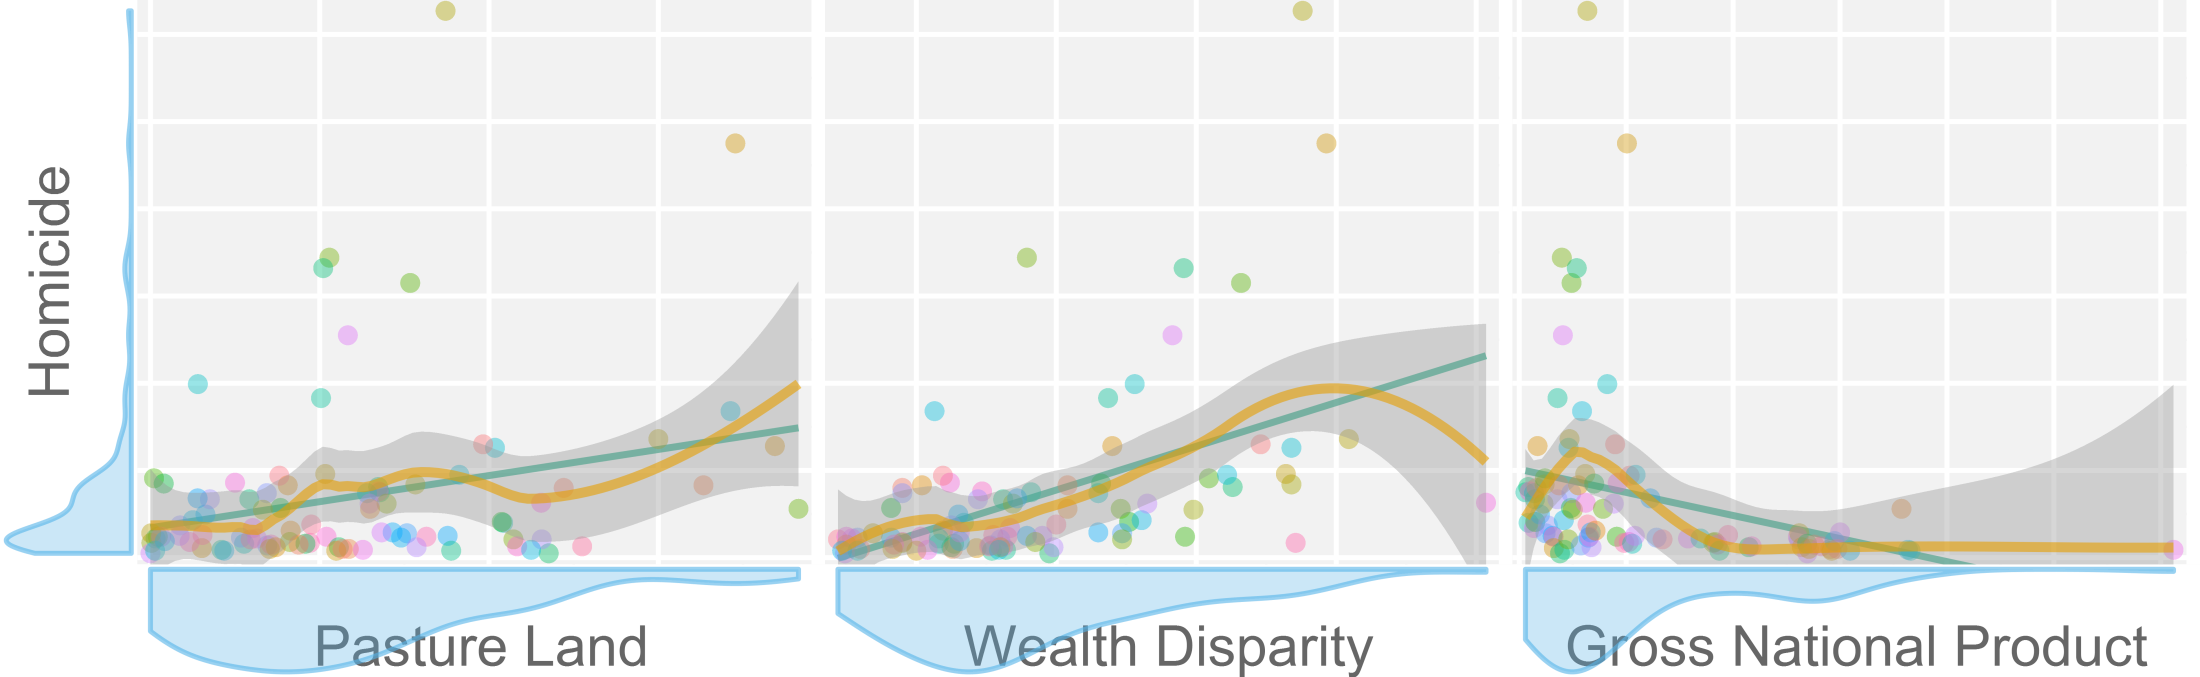 Homicide
Pasture Land
Wealth Disparity
Gross National Product